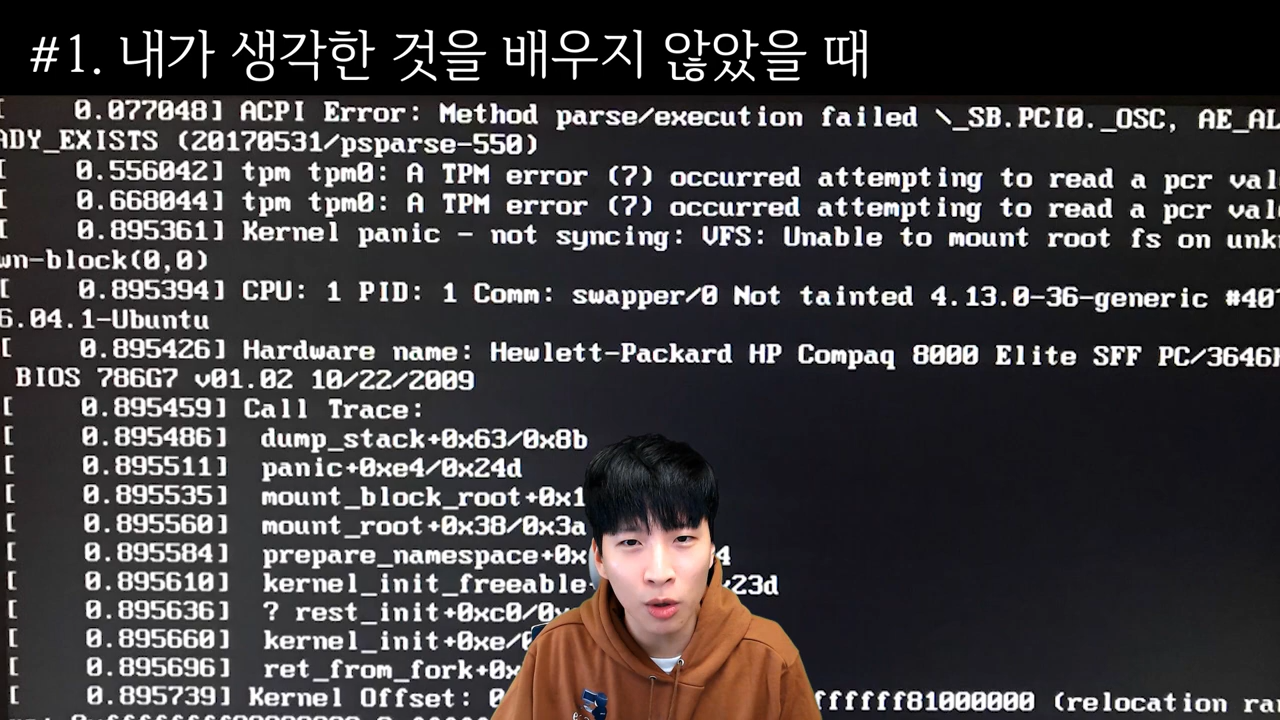 #1. 내가 생각한 것을 배우지 않았을 때
[ 0.077048] ACPI Error: Method parse/execution failed \_SB.PCI0._OSC, AE_AL
ADY_EXISTS (20170531/psparse-550)
[ 0.556042] tpm tpm0: A TPM error (7) occurred attempting to read a pcr val
[ 0.668044] tpm tpm0: A TPM error (7) occurred attempting to read a pcr val
[ 0.895361] Kernel panic - not syncing: VFS: Unable to mount root fs on unk
wn-block(0,0)
[ 0.895394] CPU: 1 PID: 1 Comm: swapper/0 Not tainted 4.13.0-36-generic #40
6.04.1-Ubuntu
[ 0.895426] Hardware name: Hewlett-Packard HP Compaq 8000 Elite SFF PC/3646
BIOS 786G7 v01.02 10/22/2009
[ 0.895459] Call Trace:
[ 0.895486] dump_stack+0x63/0x8b
[ 0.895511] panic+0xe4/0x24d
[ 0.895535] mount_block_root+0x1
[ 0.895560] mount_root+0x38/0x3a
[ 0.895584] prepare_namespace+0x 4
[ 0.895610] kernel_init_freeable x23d
[ 0.895636] ? rest_init+0xc0/0x
[ 0.895660] kernel_init+0xe/0
[ 0.895696] ret_from_fork+0x
[ 0.895739] Kernel Offset: 0 ffffff81000000 (relocation ra